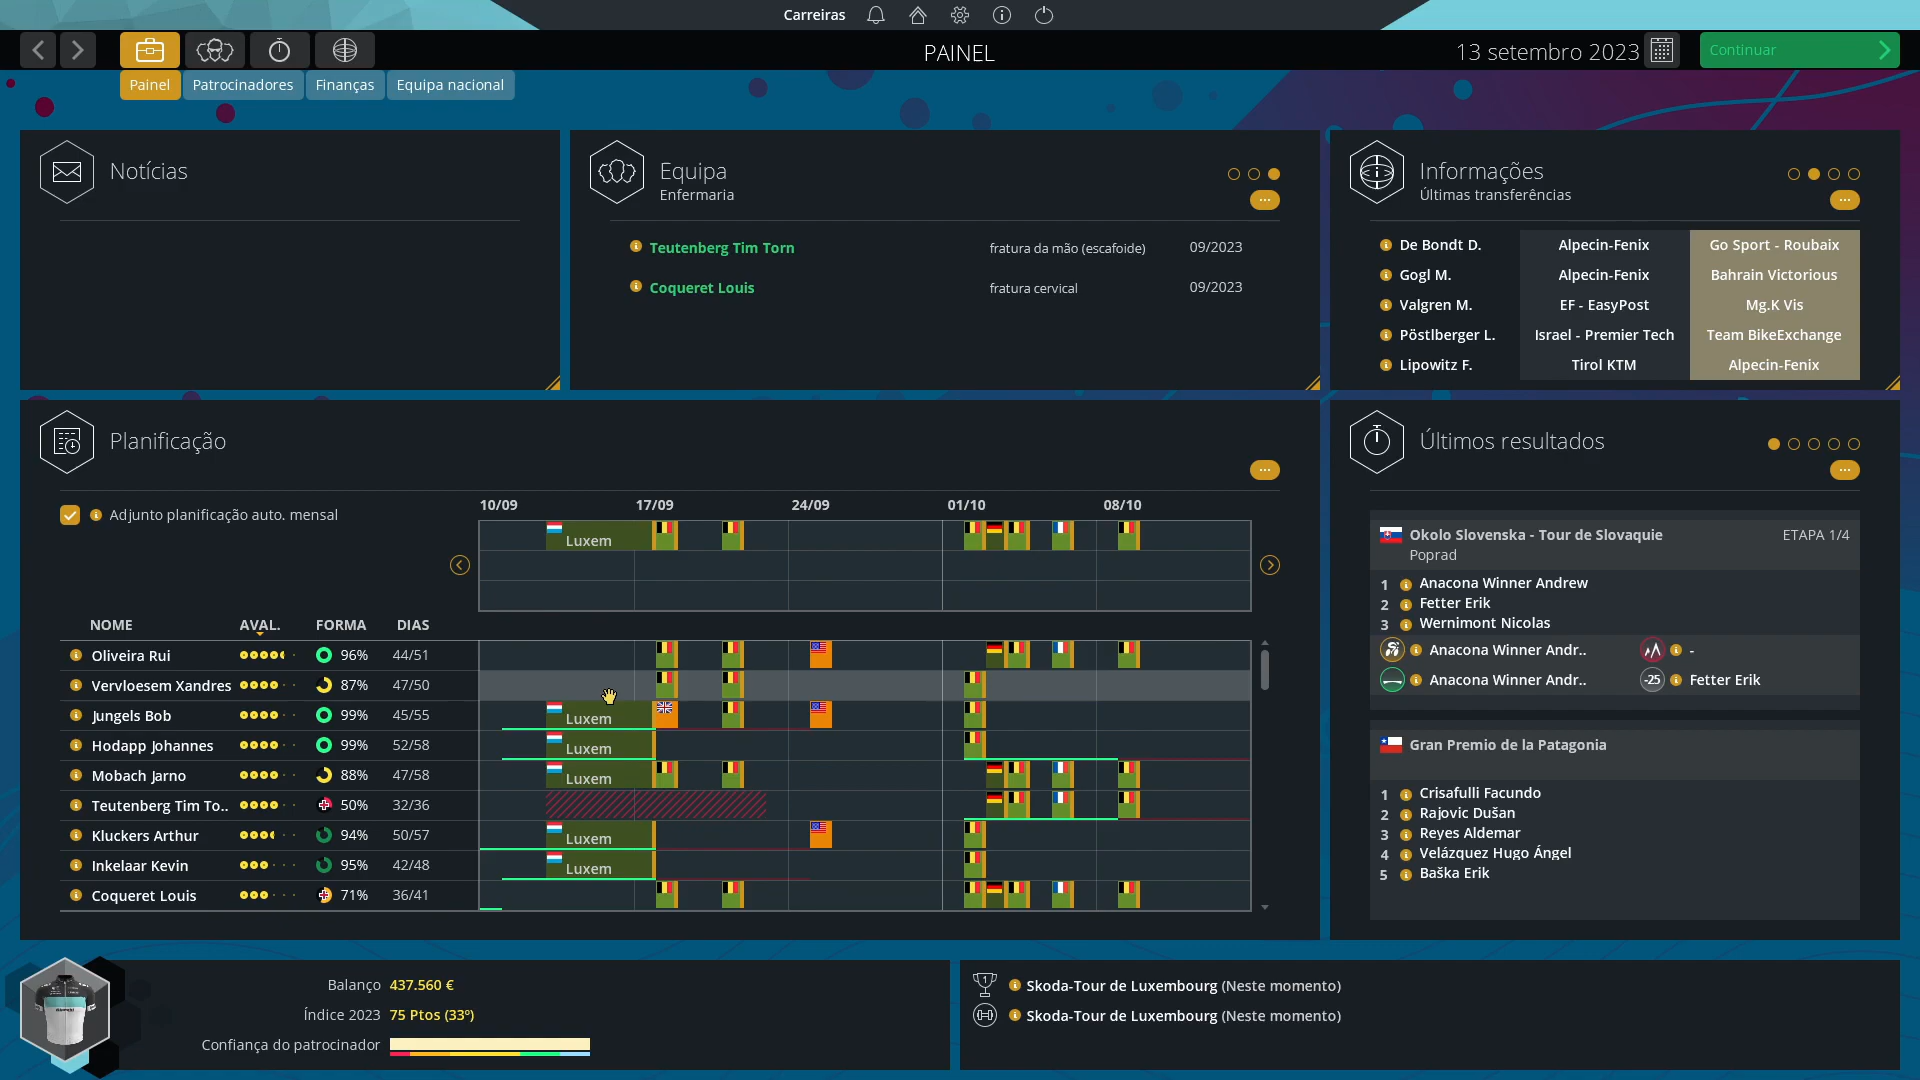 Carreiras
PAINEL
13 setembro 2023
Continuar
Painel
Patrocinadores
Finanças
Equipa nacional
Notícias
Equipa
Enfermaria
...
Teutenberg Tim Torn fratura da mão (escafoide) 09/2023
Coqueret Louis fratura cervical 09/2023
Informações
Últimas transferências
...
De Bondt D. Alpecin-Fenix Go Sport - Roubaix
Gogl M. Alpecin-Fenix Bahrain Victorious
Valgren M. EF - EasyPost Mg.K Vis
Pöstlberger L. Israel - Premier Tech Team BikeExchange
Lipowitz F. Tirol KTM Alpecin-Fenix
Planificação
...
Adjunto planificação auto. mensal
10/09 17/09 24/09 01/10 08/10
Luxem
NOME AVAL. FORMA DIAS
Oliveira Rui 96% 44/51
Vervloesem Xandres 87% 47/50
Jungels Bob 99% 45/55 Luxem
Hodapp Johannes 99% 52/58 Luxem
Mobach Jarno 88% 47/58 Luxem
Teutenberg Tim To.. 50% 32/36
Kluckers Arthur 94% 50/57 Luxem
Inkelaar Kevin 95% 42/48 Luxem
Coqueret Louis 71% 36/41
Últimos resultados
...
Okolo Slovenska - Tour de Slovaquie ETAPA 1/4
Poprad
1 Anacona Winner Andrew
2 Fetter Erik
3 Wernimont Nicolas
Anacona Winner Andr.. -
Anacona Winner Andr.. -25 Fetter Erik
Gran Premio de la Patagonia
1 Crisafulli Facundo
2 Rajovic Dušan
3 Reyes Aldemar
4 Velázquez Hugo Ángel
5 Baška Erik
Balanço 437.560 €
Índice 2023 75 Ptos (33º)
Confiança do patrocinador
1 Skoda-Tour de Luxembourg (Neste momento)
Skoda-Tour de Luxembourg (Neste momento)